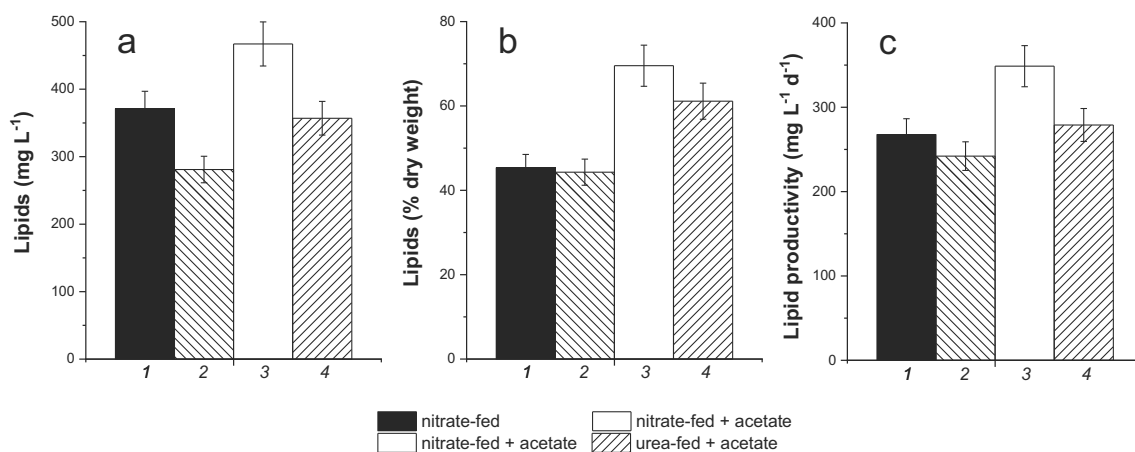 a
Lipids (mg L⁻¹)
500
400
300
200
100
0
1 2 3 4
b
Lipids (% dry weight)
80
60
40
20
0
1 2 3 4
c
Lipid productivity (mg L⁻¹ d⁻¹)
400
300
200
100
0
1 2 3 4
nitrate-fed
nitrate-fed + acetate
nitrate-fed + acetate
urea-fed + acetate